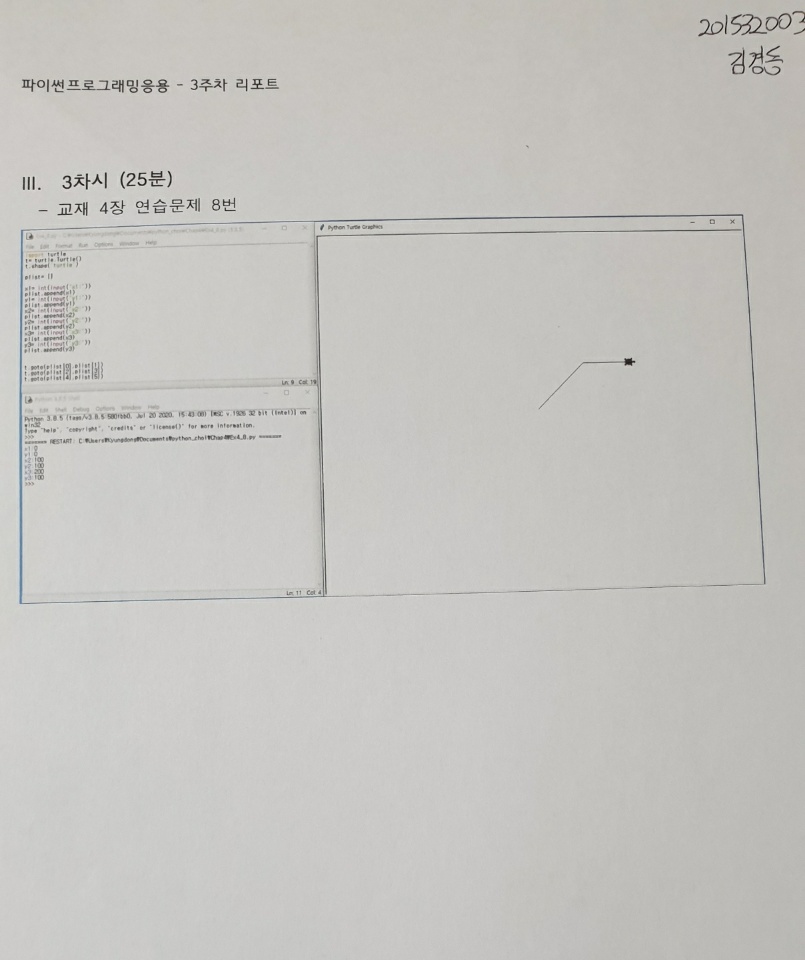 201532003
김경동
파이썬프로그래밍응용 - 3주차 리포트
III. 3차시 (25분)
- 교재 4장 연습문제 8번
File Edit Format Run Options Window Help
import turtle
t= turtle.Turtle()
t.shape('turtle')
plist= []
x1= int(input('x1:'))
plist.append(x1)
y1= int(input('y1:'))
plist.append(y1)
x2= int(input('x2:'))
plist.append(x2)
y2= int(input('y2:'))
plist.append(y2)
x3= int(input('x3:'))
plist.append(x3)
y3= int(input('y3:'))
plist.append(y3)
t.goto(plist[0],plist[1])
t.goto(plist[2],plist[3])
t.goto(plist[4],plist[5])
Ln: 9 Col: 19
File Edit Shell Debug Options Window Help
Python 3.8.5 (tags/v3.8.5:580fbb0, Jul 20 2020, 15:43:08) [MSC v.1926 32 bit (Intel)] on
win32
Type "help", "copyright", "credits" or "license()" for more information.
>>>
======= RESTART: C:₩Users₩kyungdong₩Documents₩python_zhol₩Chap4₩Ex4_8.py =======
x1:0
y1:0
x2:100
y2:100
x3:200
y3:100
>>>
Ln: 11 Col: 4
Python Turtle Graphics